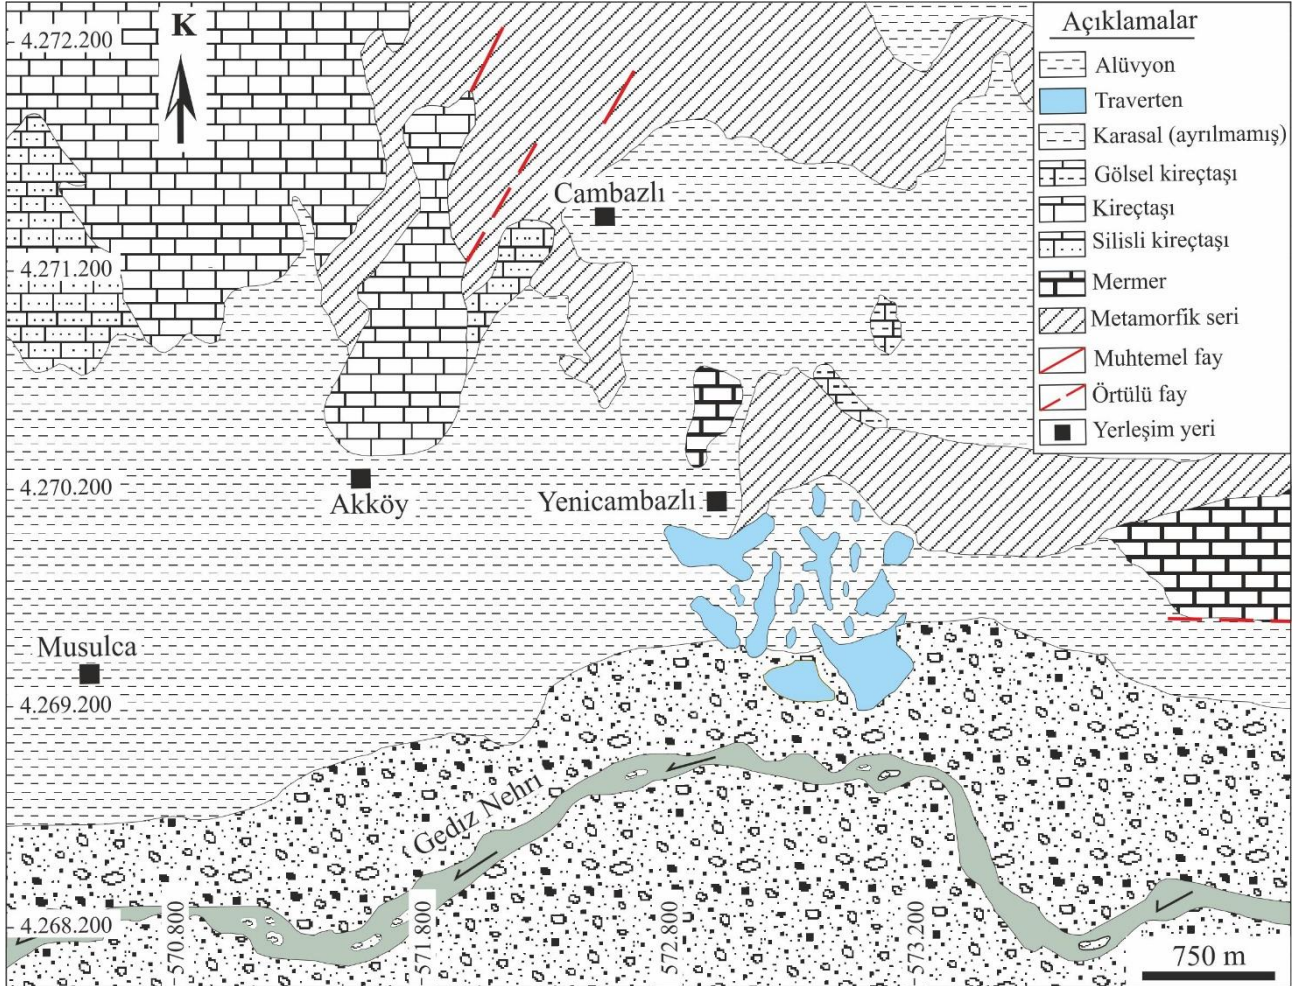 K
4.272.200
4.271.200
4.270.200
4.269.200
4.268.200
Cambazlı
Akköy
Yenicambazlı
Musulca
Gediz Nehri
570.800
571.800
572.800
573.200
750 m
Açıklamalar
Alüvyon
Traverten
Karasal (ayrılmamış)
Gölsel kireçtaşı
Kireçtaşı
Silisli kireçtaşı
Mermer
Metamorfik seri
Muhtemel fay
Örtülü fay
Yerleşim yeri